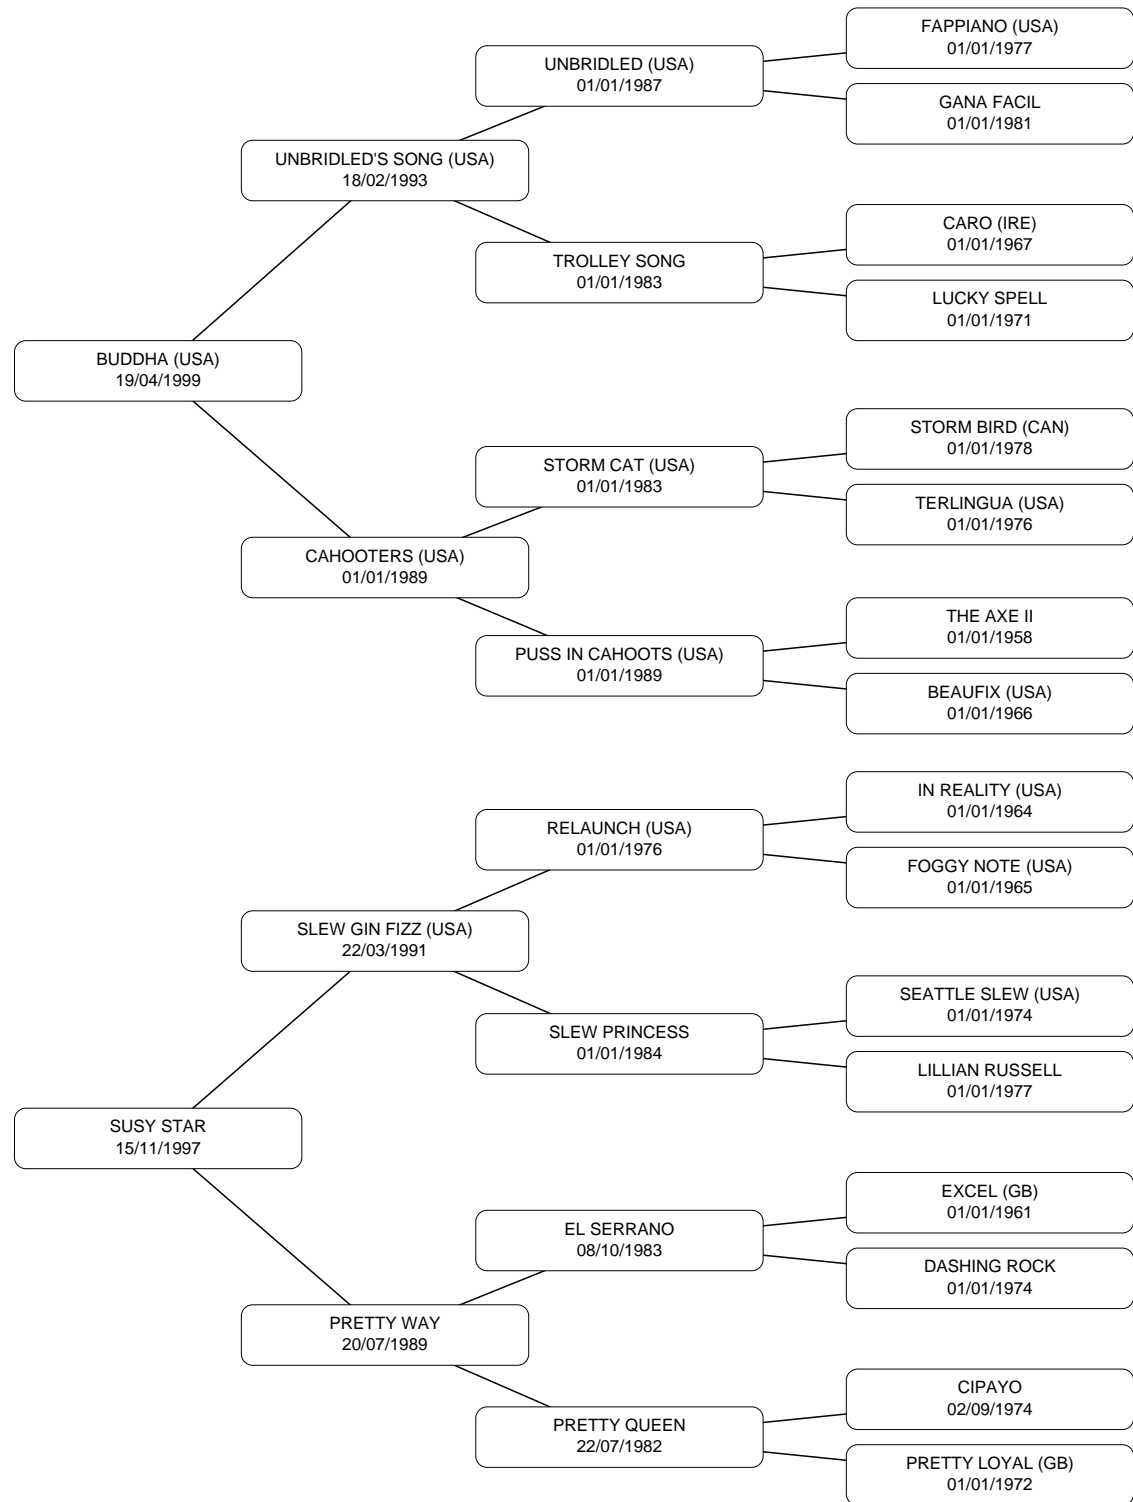 FAPPIANO (USA)
01/01/1977
UNBRIDLED (USA)
01/01/1987
GANA FACIL
01/01/1981
UNBRIDLED'S SONG (USA)
18/02/1993
CARO (IRE)
01/01/1967
TROLLEY SONG
01/01/1983
LUCKY SPELL
01/01/1971
BUDDHA (USA)
19/04/1999
STORM BIRD (CAN)
01/01/1978
STORM CAT (USA)
01/01/1983
TERLINGUA (USA)
01/01/1976
CAHOOTERS (USA)
01/01/1989
THE AXE II
01/01/1958
PUSS IN CAHOOTS (USA)
01/01/1989
BEAUFIX (USA)
01/01/1966
IN REALITY (USA)
01/01/1964
RELAUNCH (USA)
01/01/1976
FOGGY NOTE (USA)
01/01/1965
SLEW GIN FIZZ (USA)
22/03/1991
SEATTLE SLEW (USA)
01/01/1974
SLEW PRINCESS
01/01/1984
LILLIAN RUSSELL
01/01/1977
SUSY STAR
15/11/1997
EXCEL (GB)
01/01/1961
EL SERRANO
08/10/1983
DASHING ROCK
01/01/1974
PRETTY WAY
20/07/1989
CIPAYO
02/09/1974
PRETTY QUEEN
22/07/1982
PRETTY LOYAL (GB)
01/01/1972